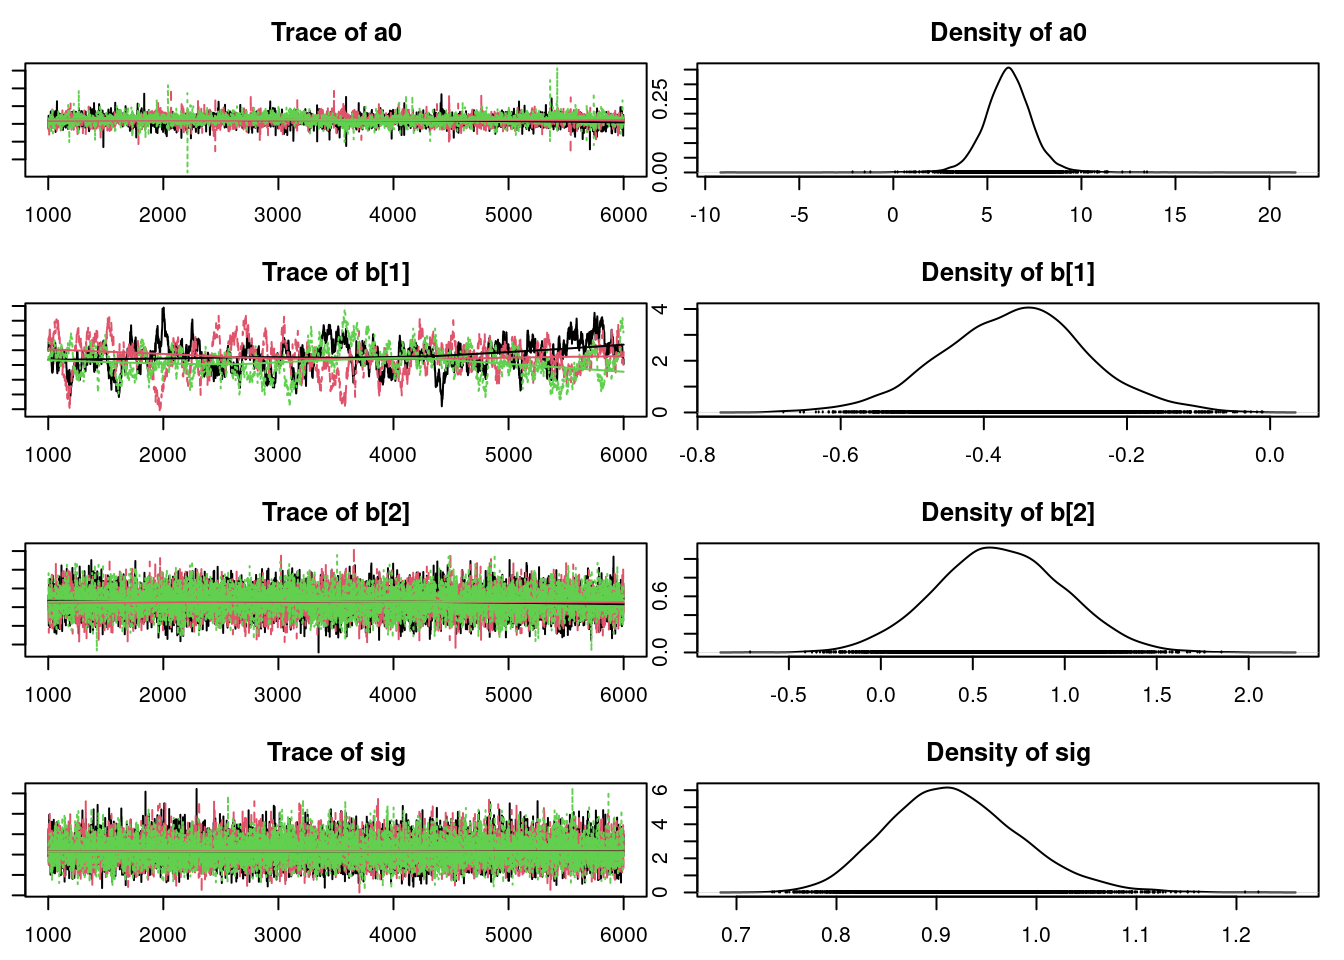 Trace of a0
1000 2000 3000 4000 5000 6000
Density of a0
0.00 0.25
-10 -5 0 5 10 15 20
Trace of b[1]
1000 2000 3000 4000 5000 6000
Density of b[1]
0 2 4
-0.8 -0.6 -0.4 -0.2 0.0
Trace of b[2]
1000 2000 3000 4000 5000 6000
Density of b[2]
0.0 0.6
-0.5 0.0 0.5 1.0 1.5 2.0
Trace of sig
1000 2000 3000 4000 5000 6000
Density of sig
0 2 4 6
0.7 0.8 0.9 1.0 1.1 1.2